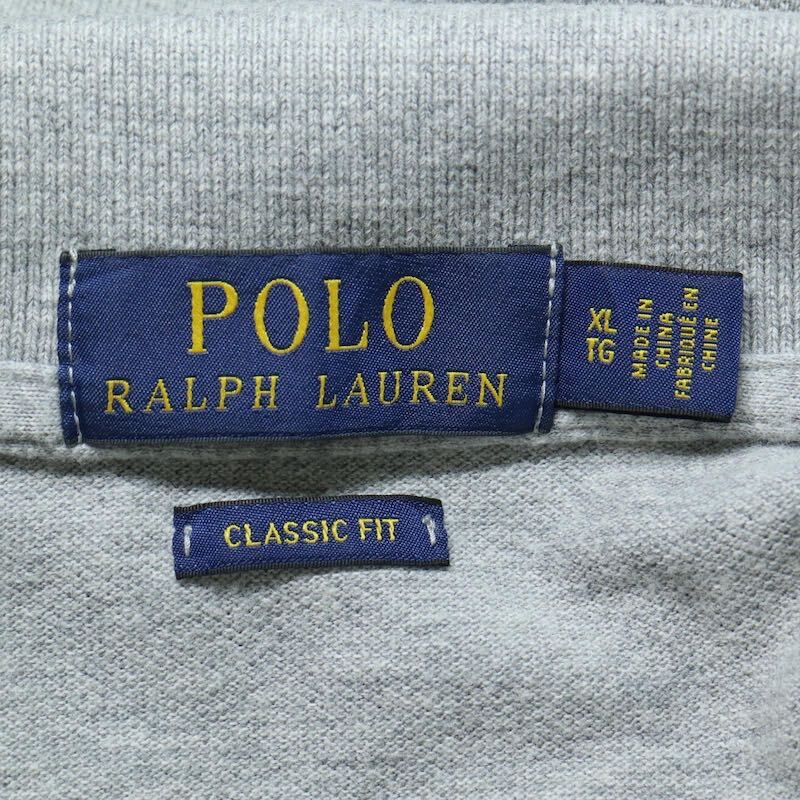 POLO
RALPH LAUREN
XL
TG
MADE IN
CHINA
FABRIQUÉ EN
CHINE
CLASSIC FIT